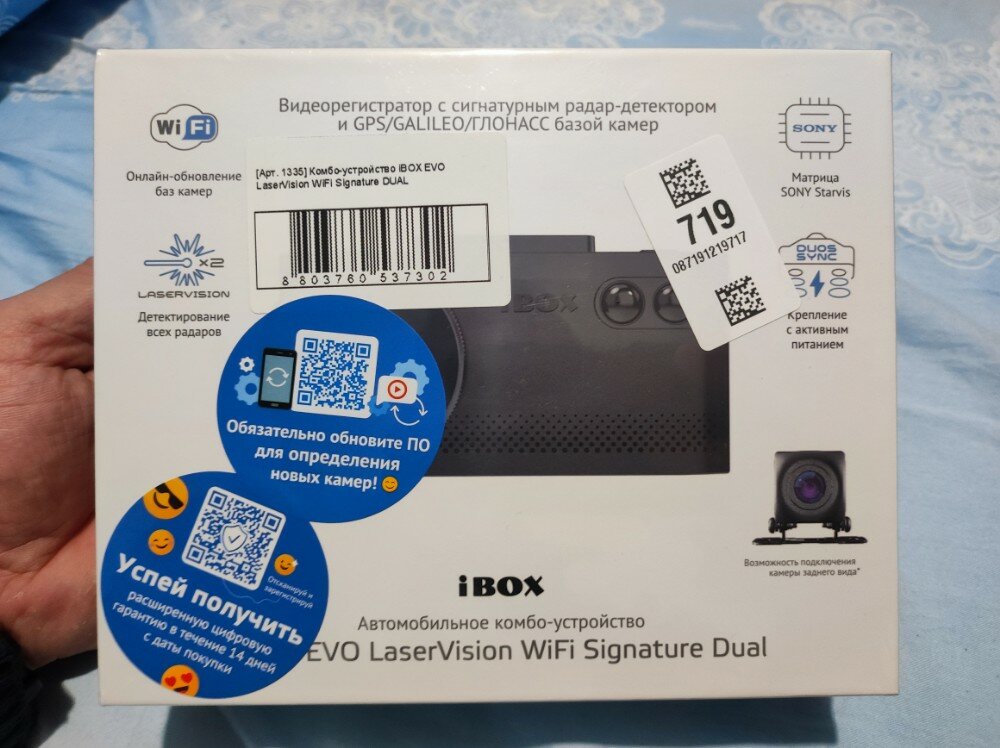 Видеорегистратор с сигнатурным радар-детектором
и GPS/GALILEO/ГЛОНАСС базой камер
Wi Fi
Онлайн-обновление
баз камер
[Арт. 1335] Комбо-устройство iBOX EVO
LaserVision WiFi Signature DUAL
8 803760 537302
719
087191219717
SONY
Матрица
SONY Starvis
x2
LASERVISION
Детектирование
всех радаров
iBOX
DUOS
SYNC
Крепление
с активным
питанием
Обязательно обновите ПО
для определения
новых камер!
Отсканируй и
зарегистрируй
Успей получить
расширенную цифровую
гарантию в течение 14 дней
с даты покупки
Возможность подключения
камеры заднего вида*
iBOX
Автомобильное комбо-устройство
EVO LaserVision WiFi Signature Dual